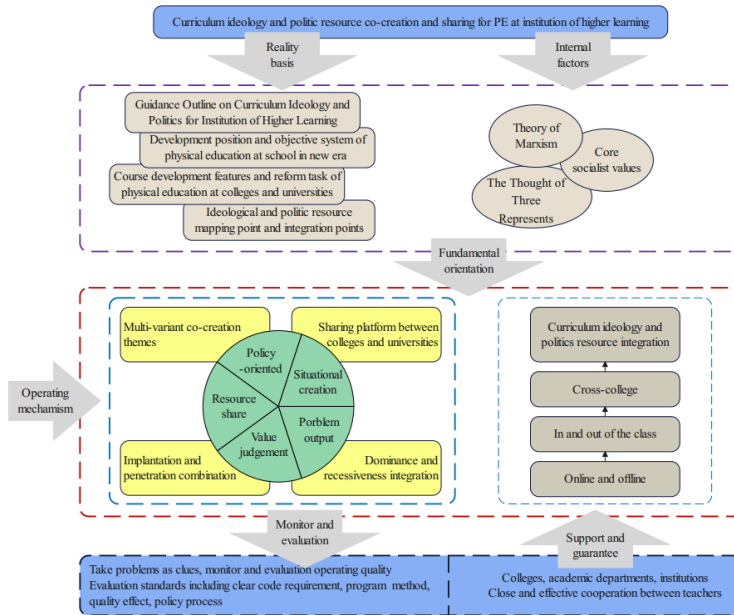 Curriculum ideology and politic resource co-creation and sharing for PE at institution of higher learning
Reality
basis
Internal
factors
Guidance Outline on Curriculum Ideology and
Politics for Institution of Higher Learning
Development position and objective system of
physical education at school in new era
Course development features and reform task of
physical education at colleges and universities
Ideological and politic resource
mapping point and integration points
Theory of
Marxism
Core
socialist values
The Thought of
Three
Represents
Fundamental
orientation
Operating
mechanism
Multi-variant co-creation
themes
Sharing platform between
colleges and universities
Policy
-oriented
Situational
creation
Resource
share
Value
judgement
Porblem
output
Implantation and
penetration combination
Dominance and
recessiveness integration
Curriculum ideology and
politics resource integration
Cross-college
In and out of the class
Online and offline
Monitor and
evaluation
Support and
guarantee
Take problems as clues, monitor and evaluation operating quality
Evaluation standards including clear code requirement, program method,
quality effect, policy process
Colleges, academic departments, institutions
Close and effective cooperation between teachers